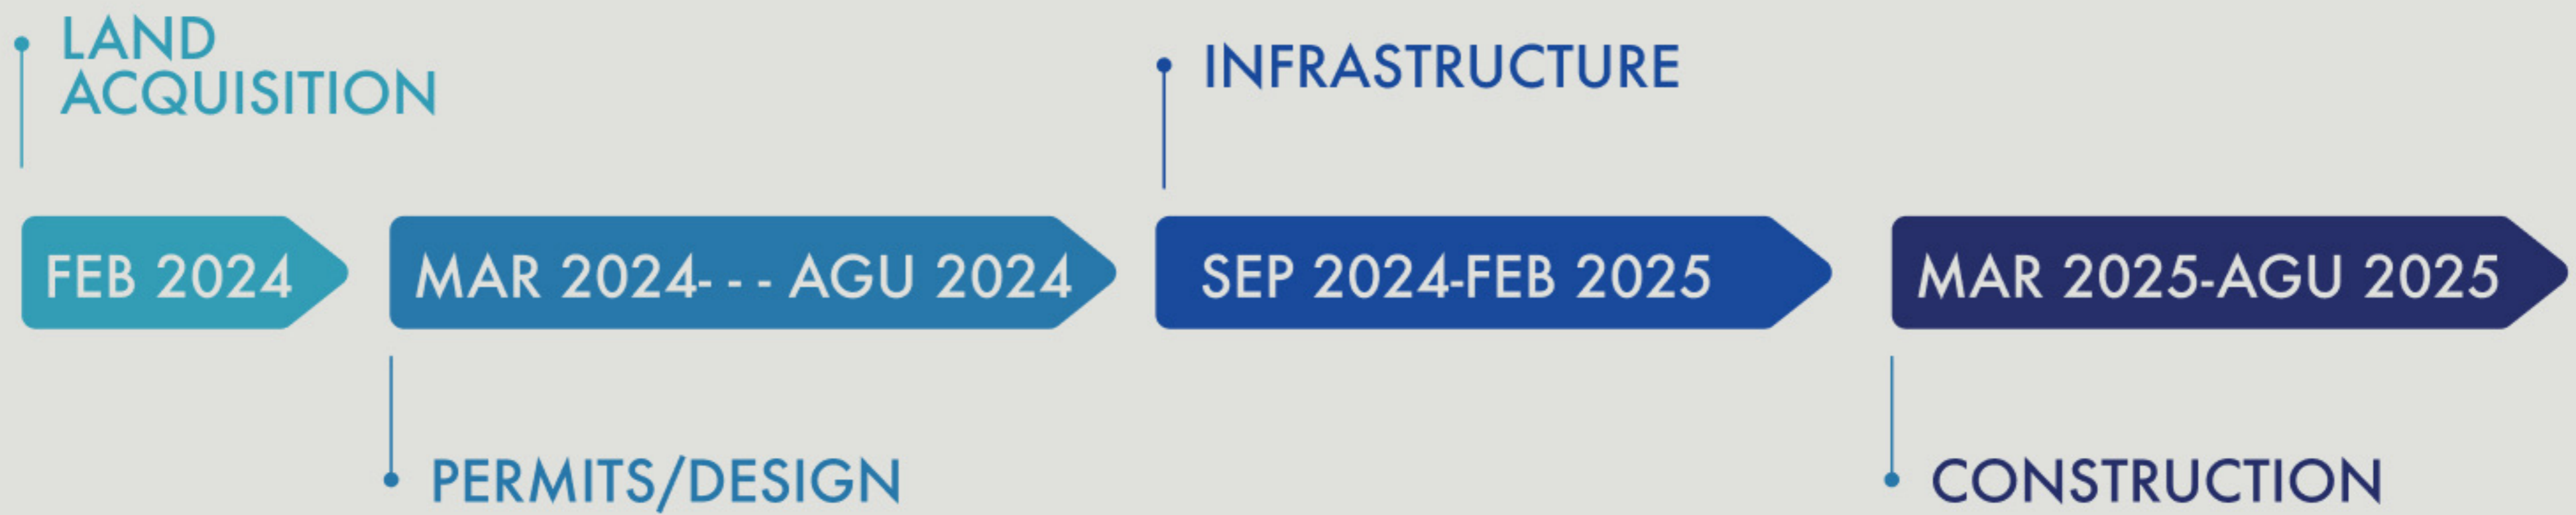 LAND
ACQUISITION
INFRASTRUCTURE
FEB 2024
MAR 2024- - - AGU 2024
SEP 2024-FEB 2025
MAR 2025-AGU 2025
PERMITS/DESIGN
CONSTRUCTION